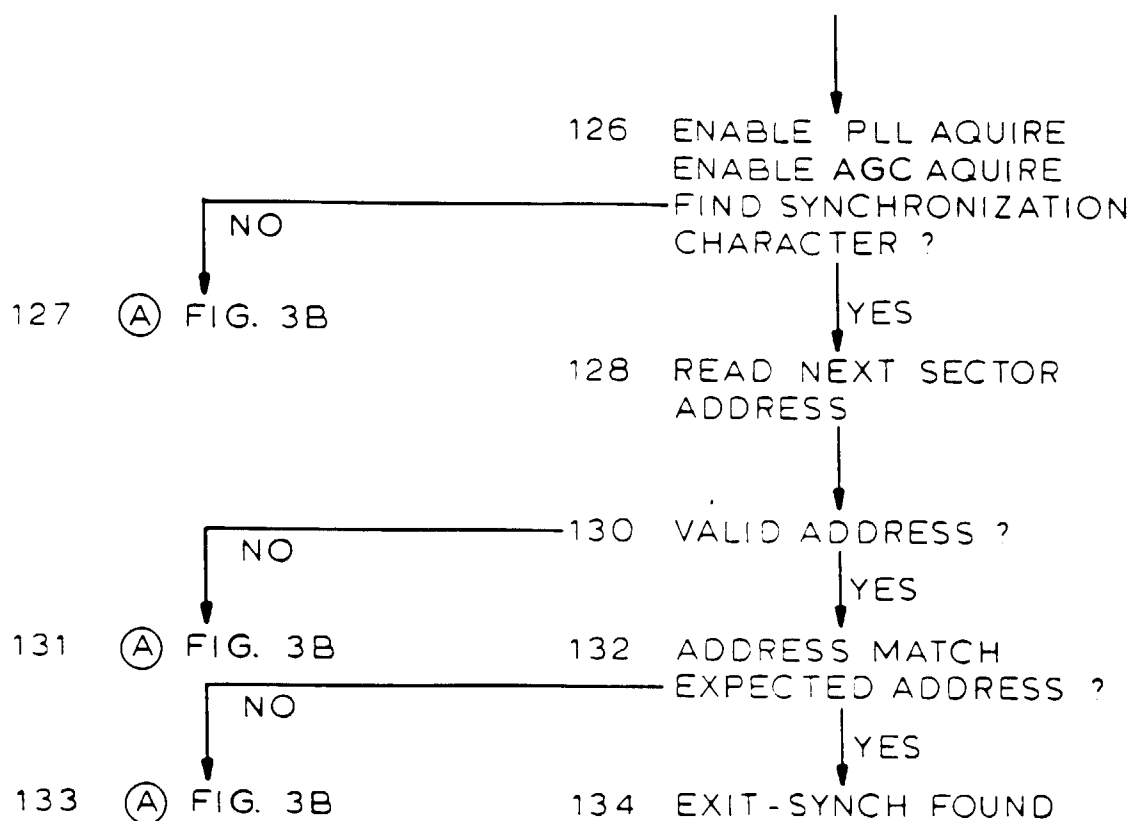 126 ENABLE PLL AQUIRE
ENABLE AGC AQUIRE
FIND SYNCHRONIZATION
CHARACTER ?
NO
YES
127 A FIG. 3B
128 READ NEXT SECTOR
ADDRESS
130 VALID ADDRESS ?
NO
YES
131 A FIG. 3B
132 ADDRESS MATCH
EXPECTED ADDRESS ?
NO
YES
133 A FIG. 3B
134 EXIT-SYNCH FOUND